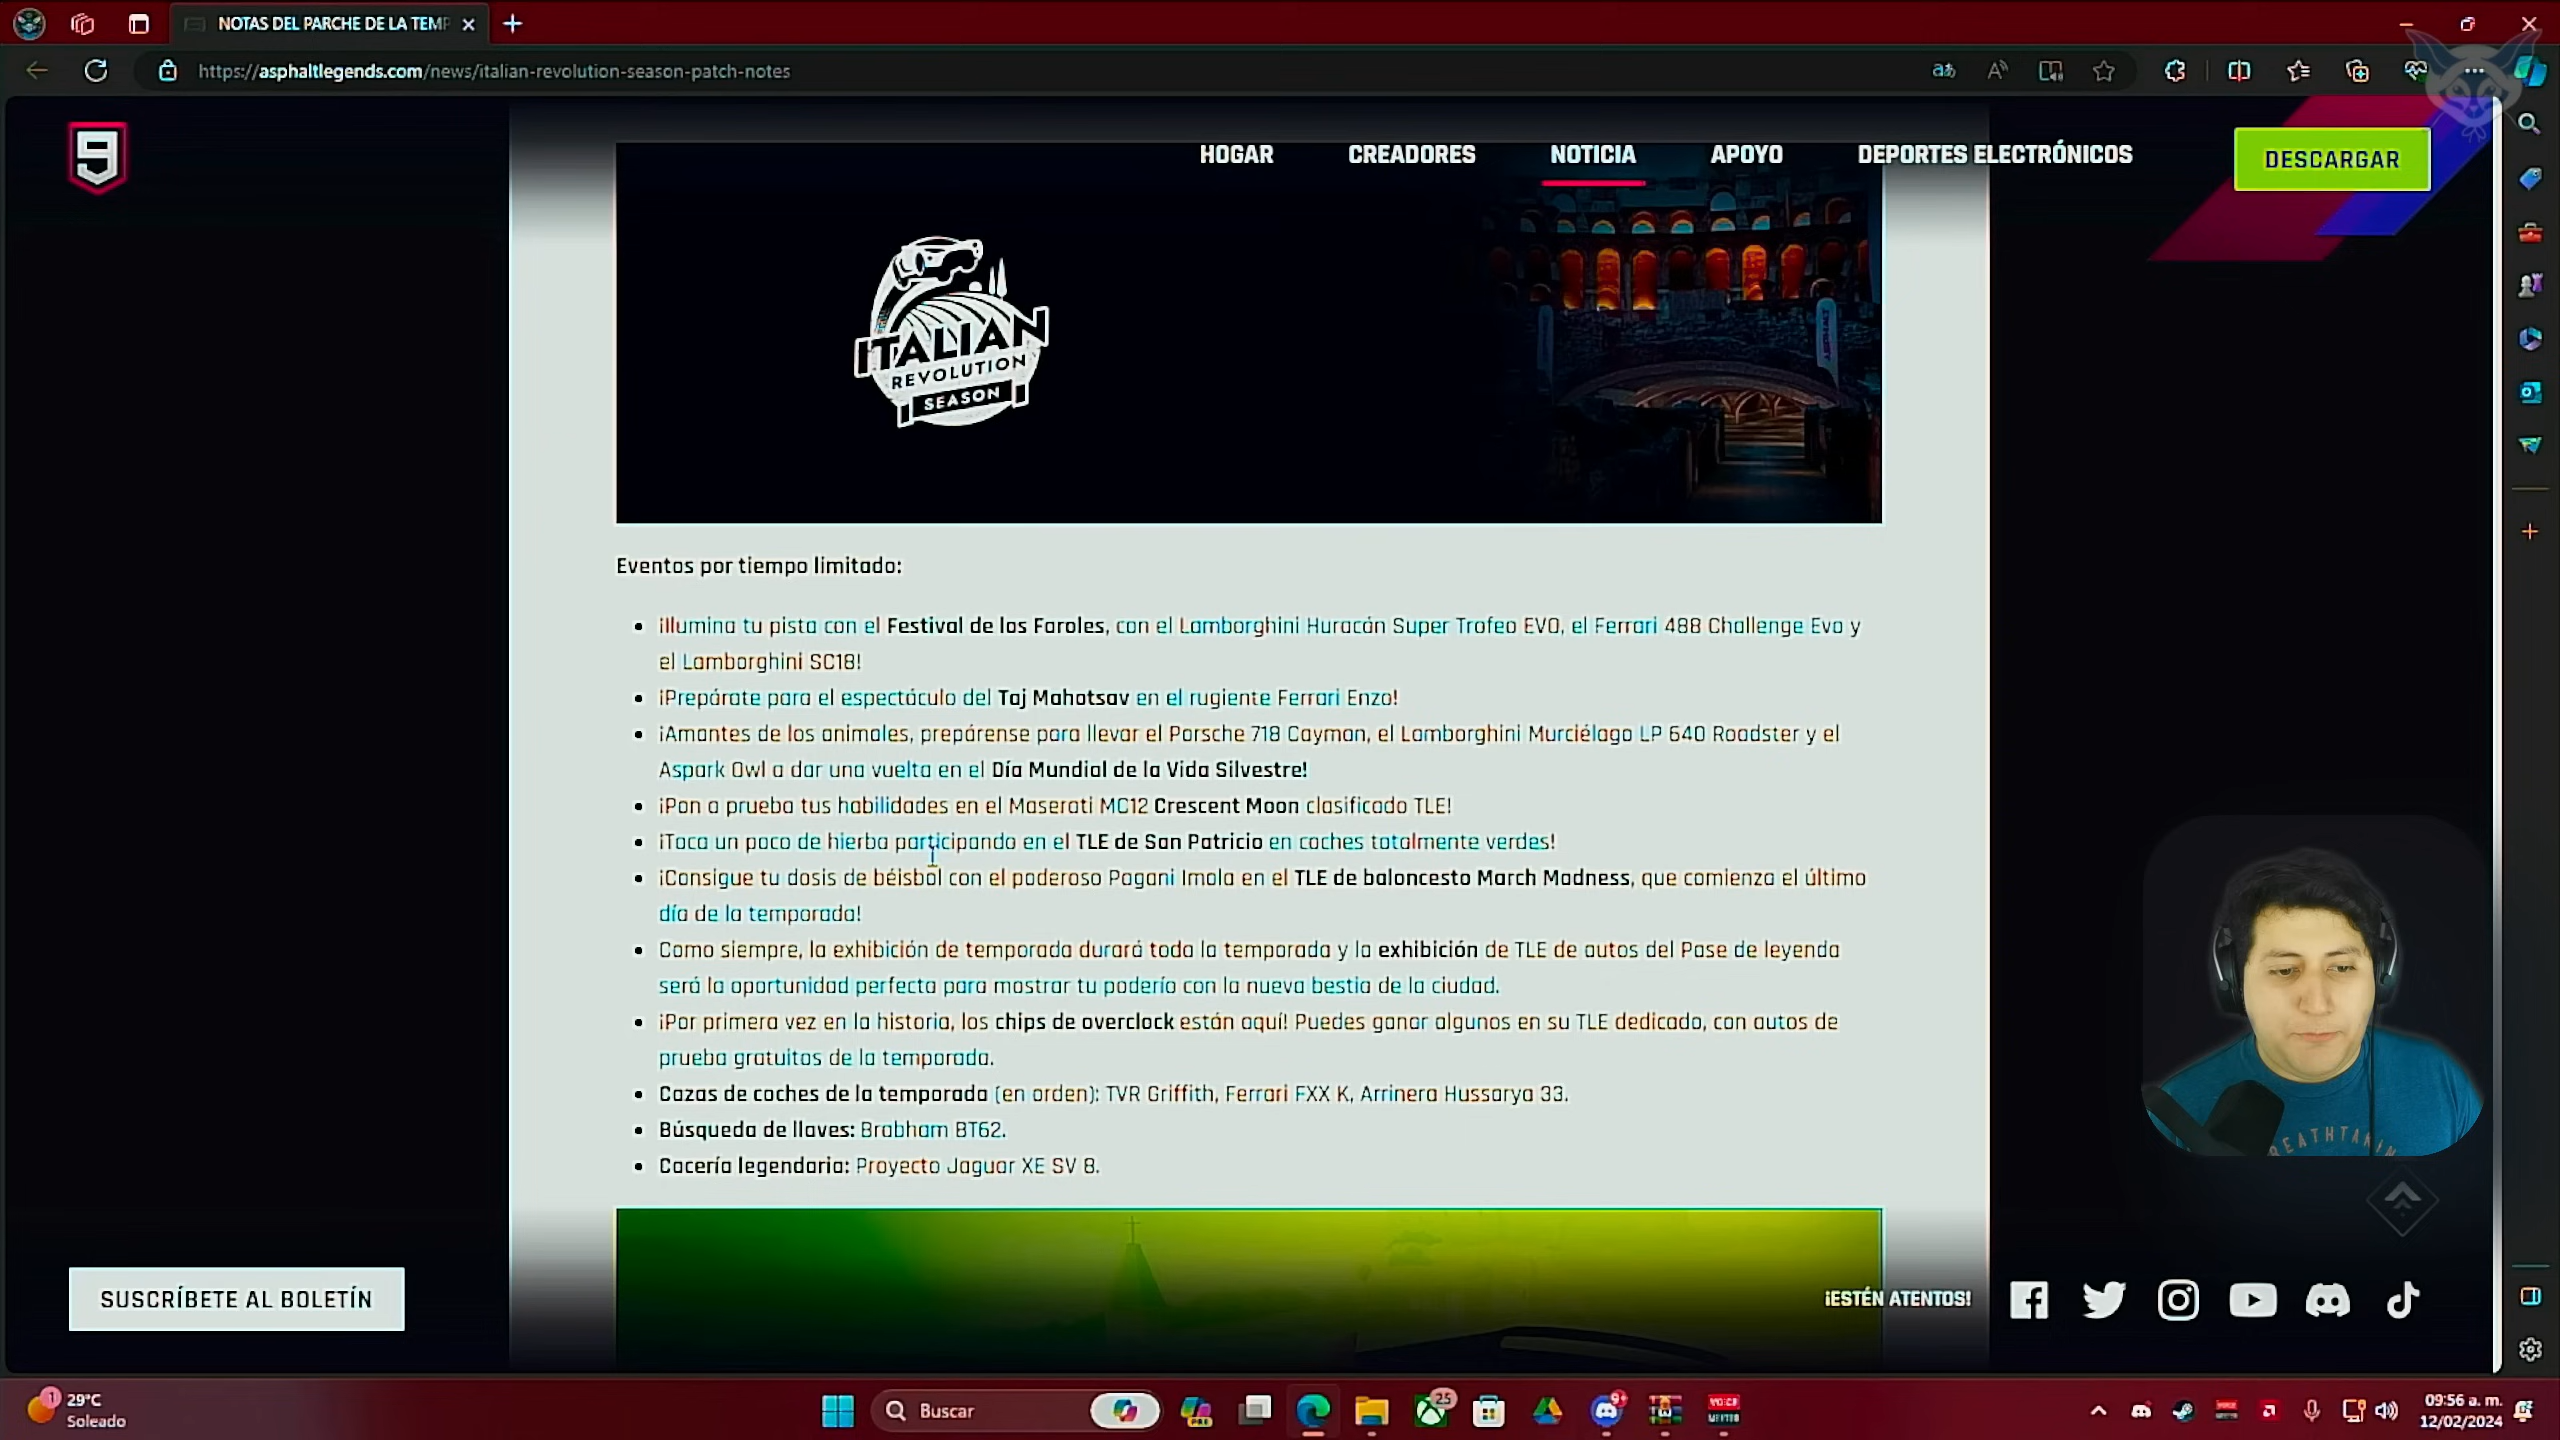 NOTAS DEL PARCHE DE LA TEMP
https://asphaltlegends.com/news/italian-revolution-season-patch-notes
9
HOGAR
CREADORES
NOTICIA
APOYO
DEPORTES ELECTRÓNICOS
DESCARGAR
ITALIAN
REVOLUTION
SEASON
Eventos por tiempo limitado:
¡Ilumina tu pista con el Festival de los Faroles, con el Lamborghini Huracán Super Trofeo EVO, el Ferrari 488 Challenge Evo y
el Lamborghini SC18!
¡Prepárate para el espectáculo del Taj Mahotsav en el rugiente Ferrari Enzo!
¡Amantes de los animales, prepárense para llevar el Porsche 718 Cayman, el Lamborghini Murciélago LP 640 Roadster y el
Aspark Owl a dar una vuelta en el Día Mundial de la Vida Silvestre!
¡Pon a prueba tus habilidades en el Maserati MC12 Crescent Moon clasificado TLE!
¡Toca un poco de hierba participando en el TLE de San Patricio en coches totalmente verdes!
¡Consigue tu dosis de béisbol con el poderoso Pagani Imola en el TLE de baloncesto March Madness, que comienza el último
día de la temporada!
Como siempre, la exhibición de temporada durará toda la temporada y la exhibición de TLE de autos del Pase de leyenda
será la oportunidad perfecta para mostrar tu poderío con la nueva bestia de la ciudad.
¡Por primera vez en la historia, los chips de overclock están aquí! Puedes ganar algunos en su TLE dedicado, con autos de
prueba gratuitos de la temporada.
Cazas de coches de la temporada (en orden): TVR Griffith, Ferrari FXX K, Arrinera Hussarya 33.
Búsqueda de llaves: Brabham BT62.
Cacería legendaria: Proyecto Jaguar XE SV 8.
SUSCRÍBETE AL BOLETÍN
¡ESTÉN ATENTOS!
29°C
Soleado
Buscar
25
9+
09:56 a. m.
12/02/2024